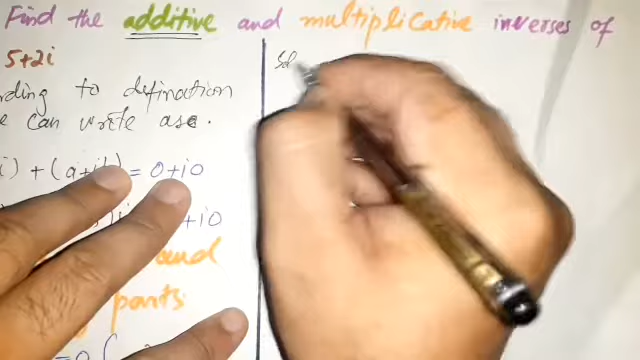 Find the additive and multiplicative inverses of
5+2i
rding to defination
e can write as.
i) + (a+ib) = 0+i0
+i0
and
parts
=0
Sol